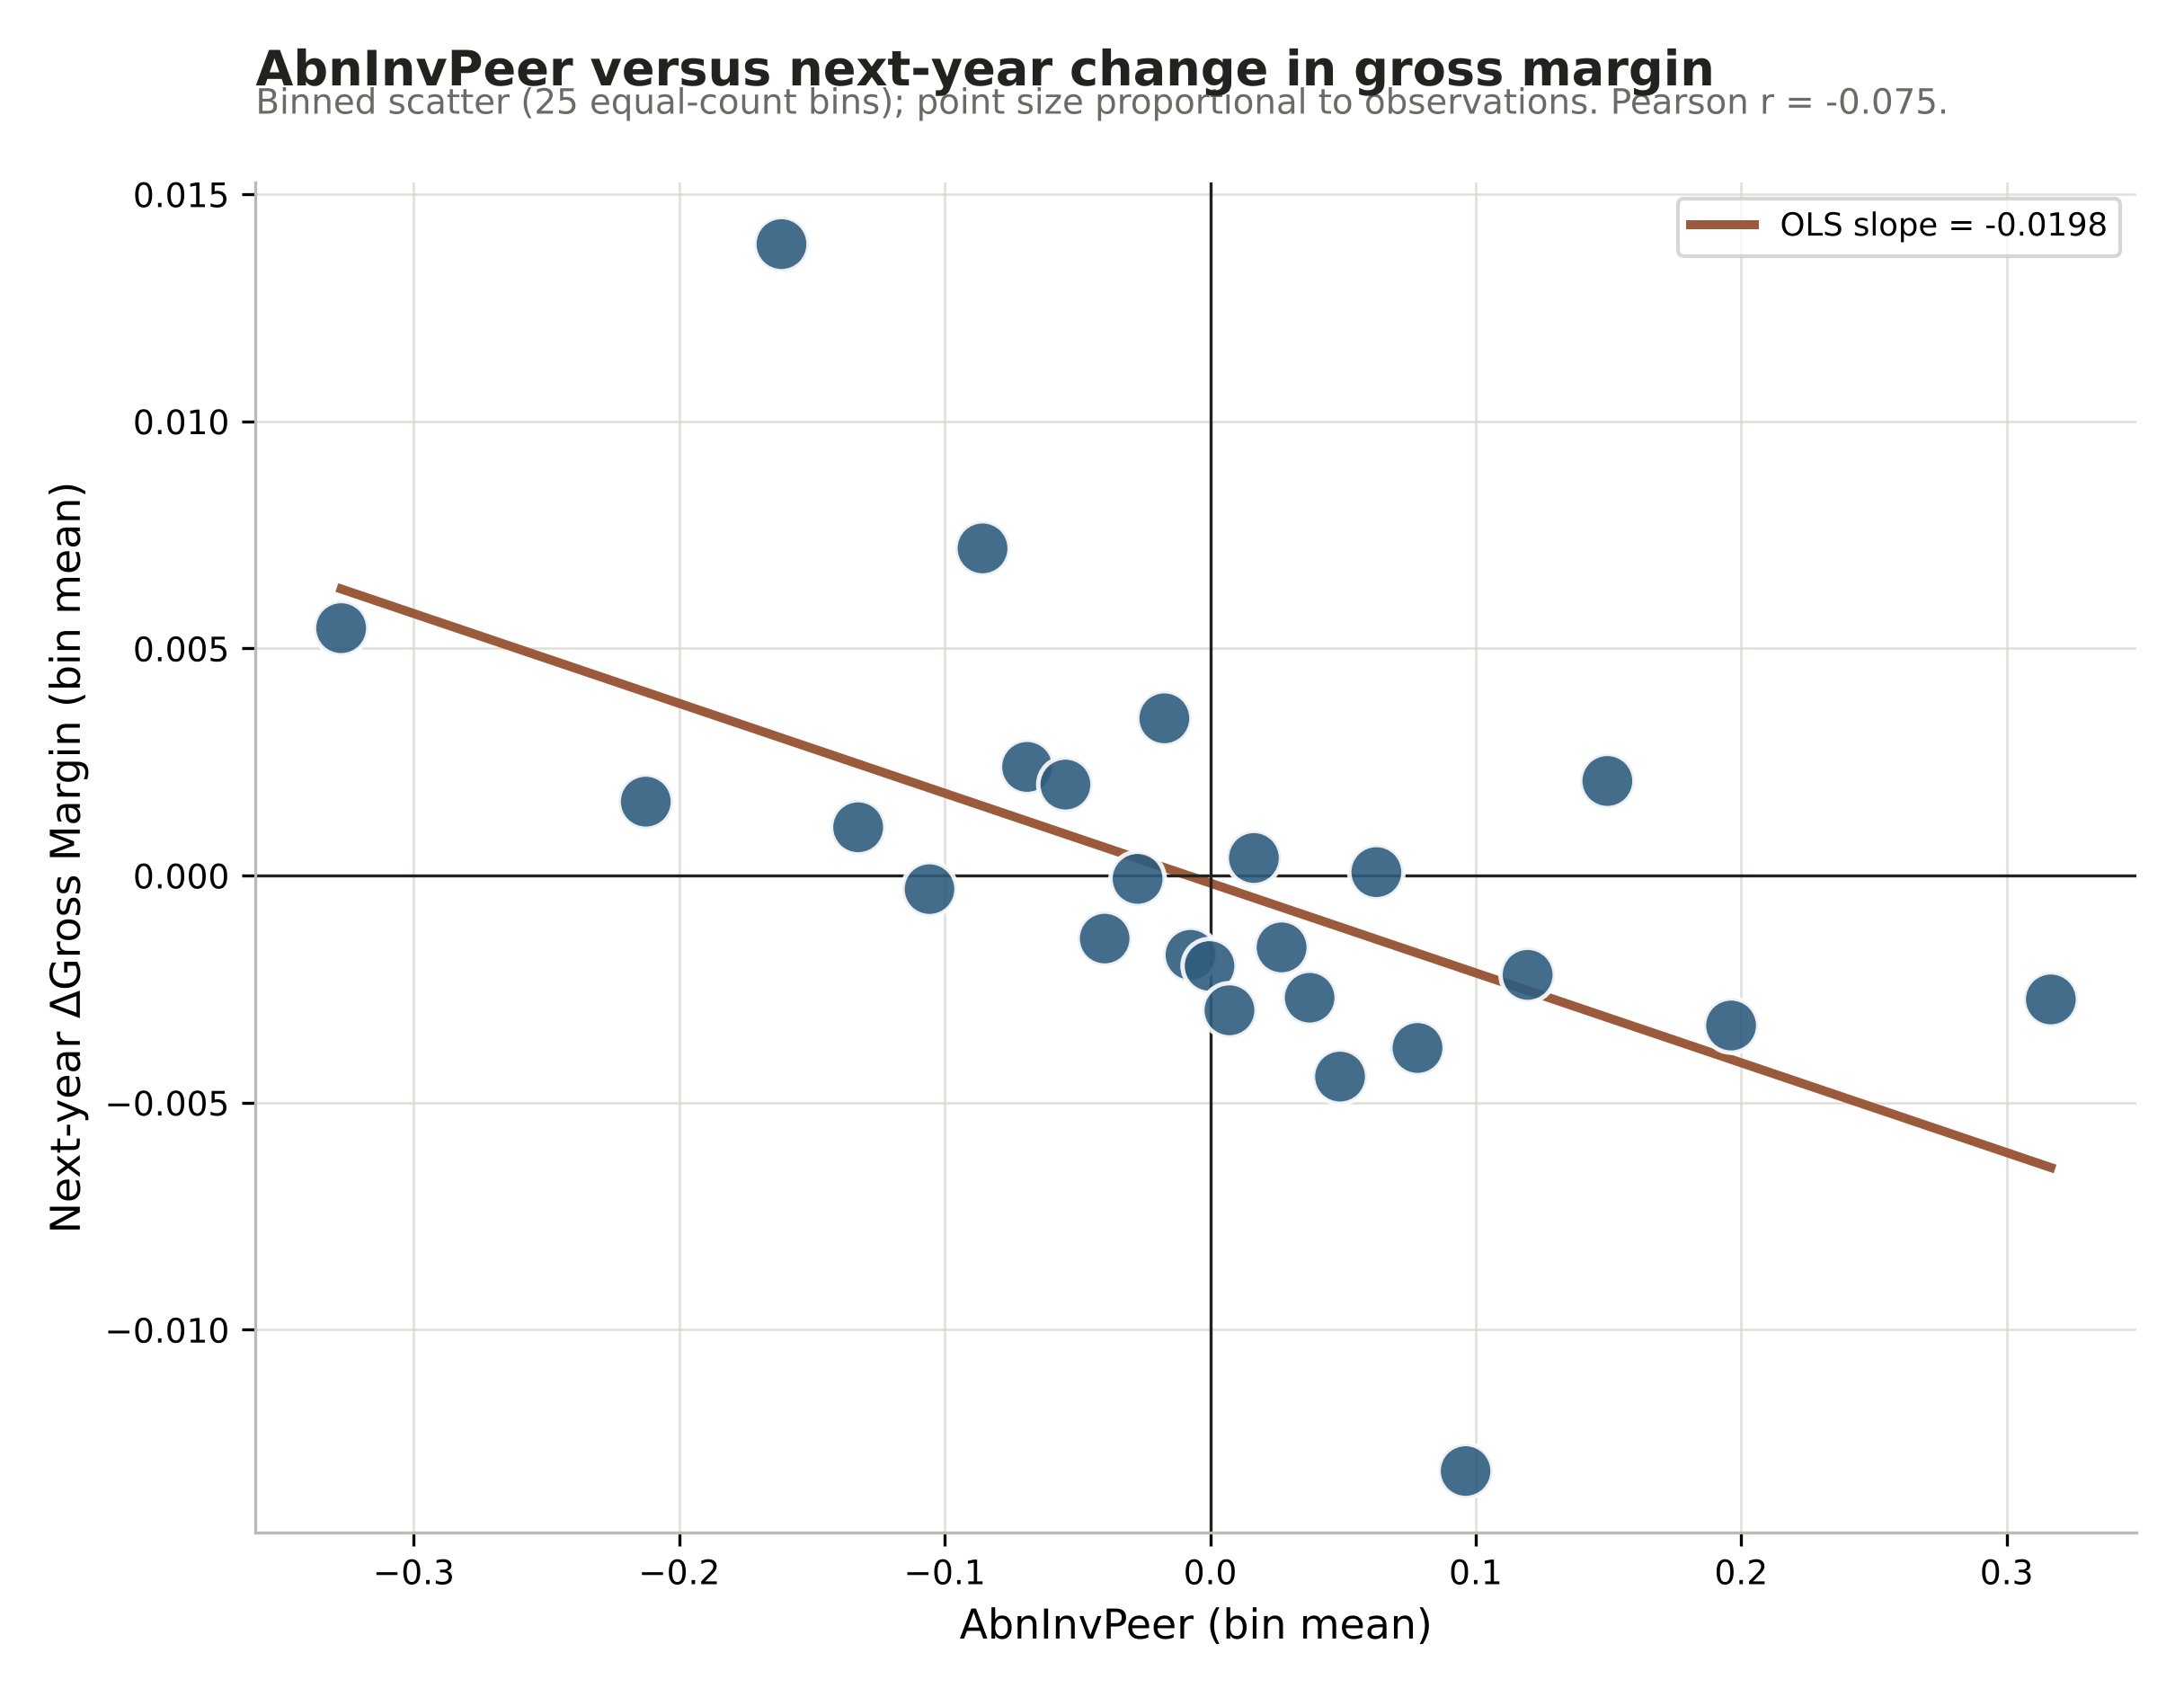 AbnInvPeer versus next-year change in gross margin
Binned scatter (25 equal-count bins); point size proportional to observations. Pearson r = -0.075.
OLS slope = -0.0198
Next-year ΔGross Margin (bin mean)
0.015
0.010
0.005
0.000
−0.005
−0.010
−0.3
−0.2
−0.1
0.0
0.1
0.2
0.3
AbnInvPeer (bin mean)